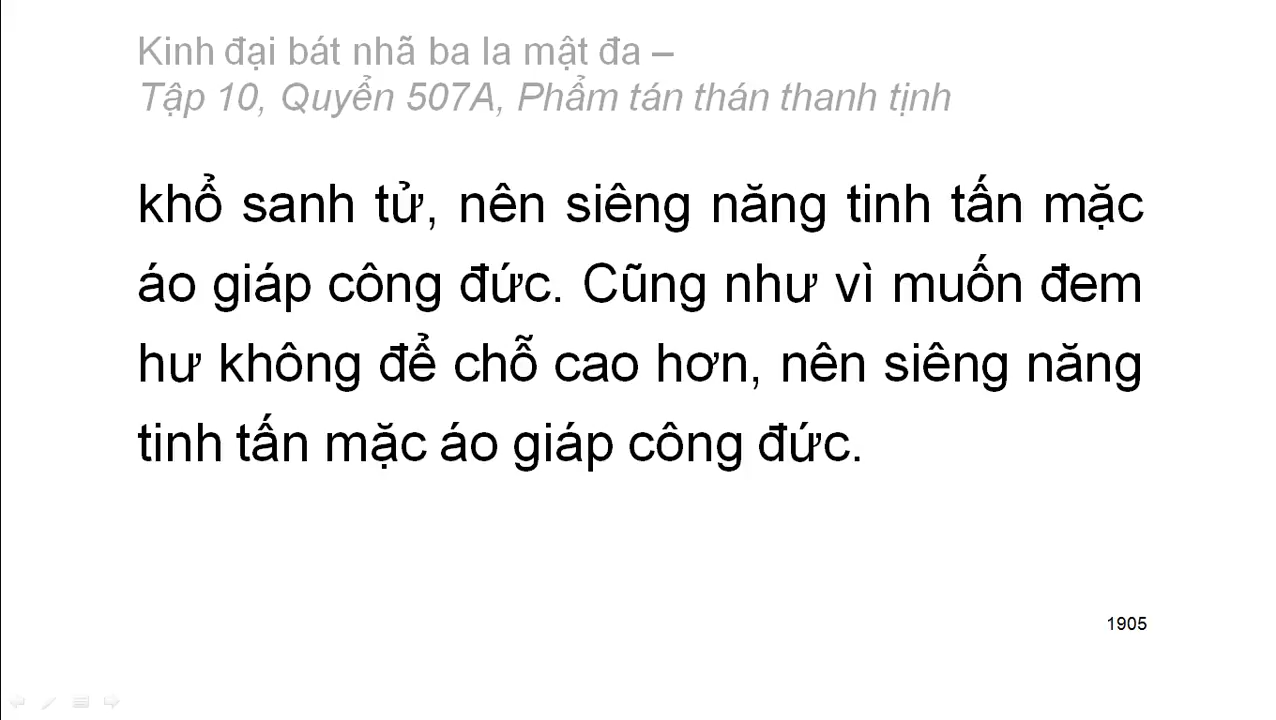 Kinh đại bát nhã ba la mật đa –
Tập 10, Quyển 507A, Phẩm tán thán thanh tịnh
khổ sanh tử, nên siêng năng tinh tấn mặc
áo giáp công đức. Cũng như vì muốn đem
hư không để chỗ cao hơn, nên siêng năng
tinh tấn mặc áo giáp công đức.
1905